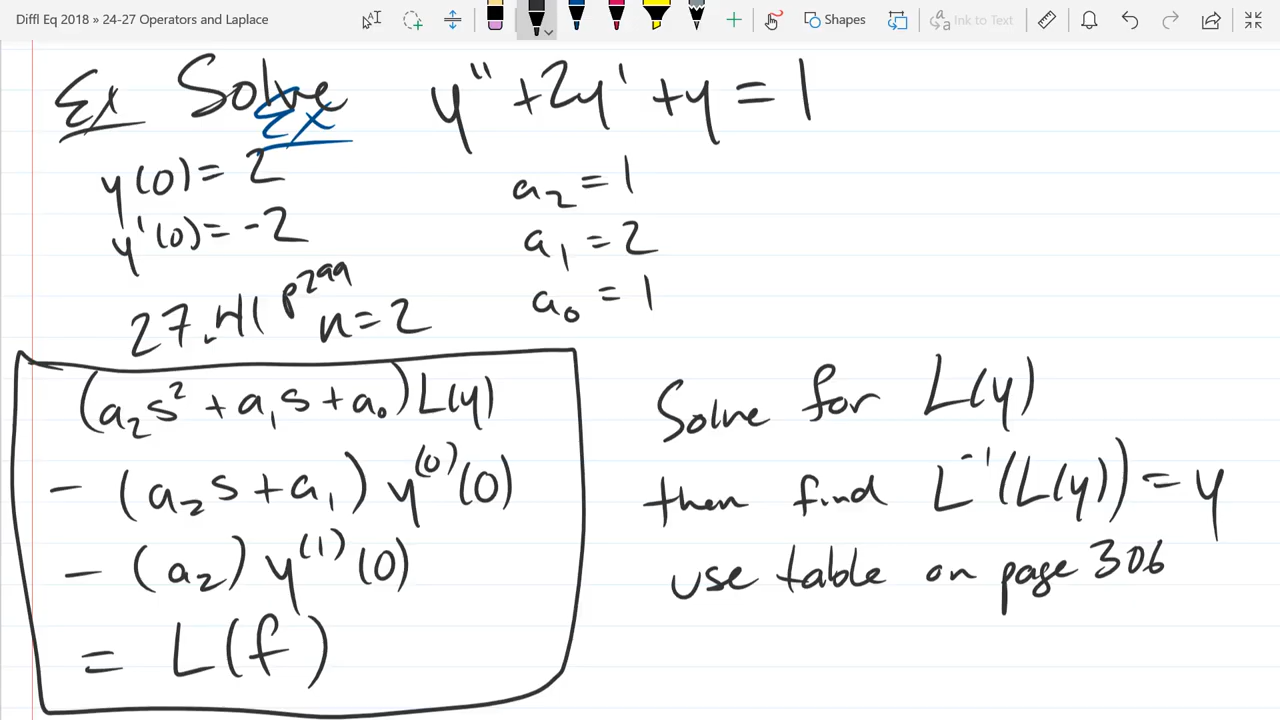 Diffl Eq 2018 » 24-27 Operators and Laplace
Shapes
Ink to Text
Ex Solve y'' + 2y' + y = 1
Ex
y(0) = 2
a₂ = 1
y'(0) = -2
a₁ = 2
27.41 p299 n = 2
a₀ = 1
(a₂s² + a₁s + a₀) L(y)
- (a₂s + a₁) y⁽⁰⁾(0)
- (a₂) y⁽¹⁾(0)
= L(f)
Solve for L(y)
then find L⁻¹(L(y)) = y
use table on page 306